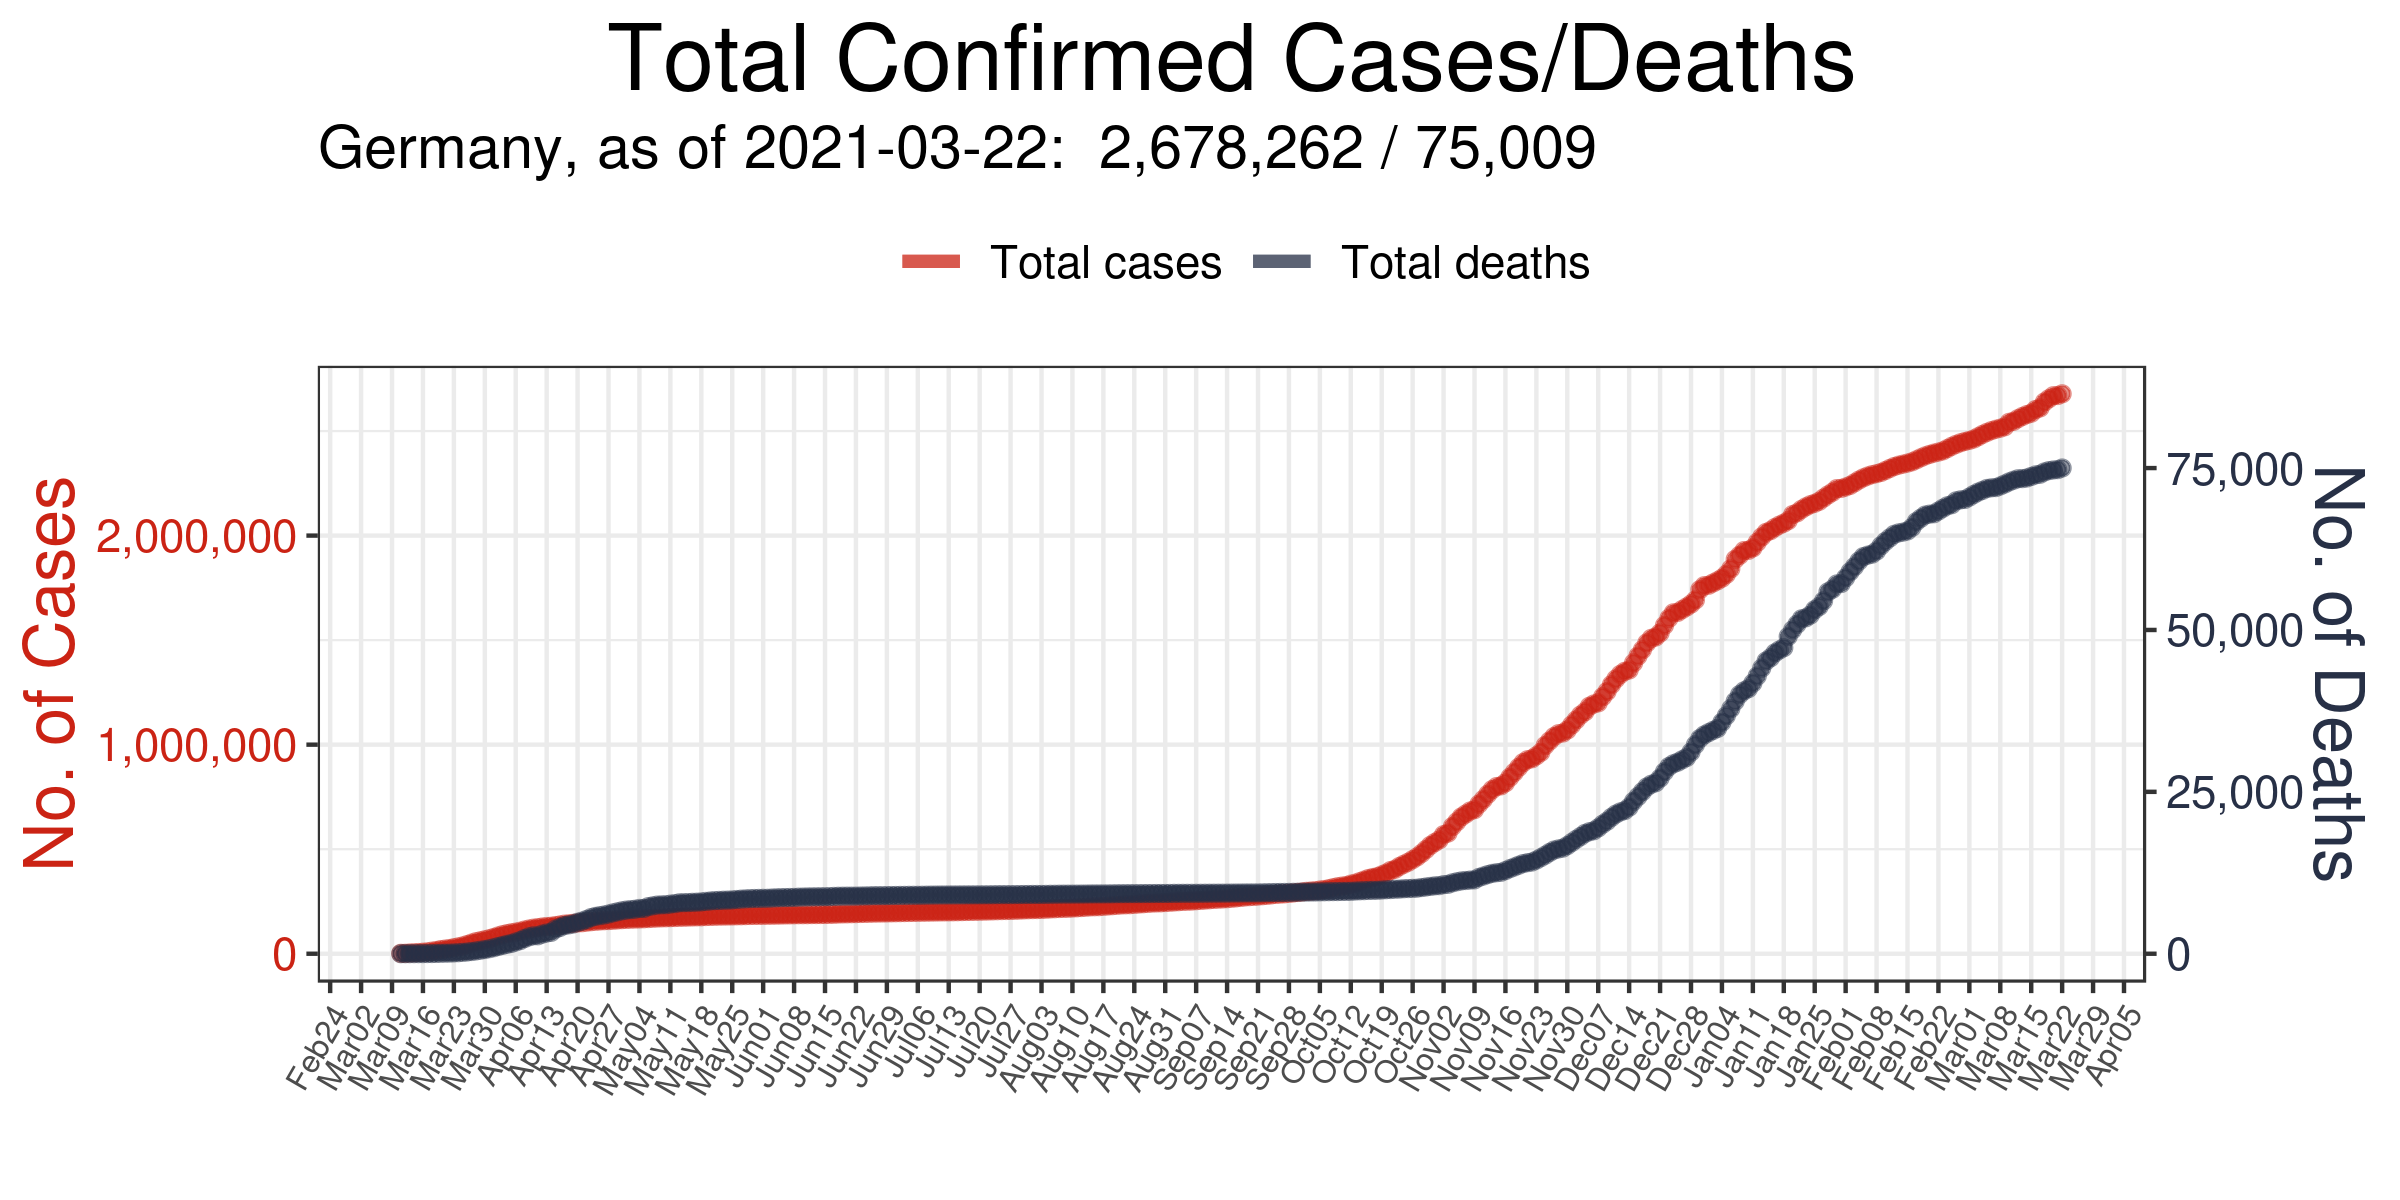 Total Confirmed Cases/Deaths
Germany, as of 2021-03-22: 2,678,262 / 75,009
Total cases
Total deaths
No. of Cases
2,000,000
1,000,000
0
No. of Deaths
75,000
50,000
25,000
0
Feb24
Mar02
Mar09
Mar16
Mar23
Mar30
Apr06
Apr13
Apr20
Apr27
May04
May11
May18
May25
Jun01
Jun08
Jun15
Jun22
Jun29
Jul06
Jul13
Jul20
Jul27
Aug03
Aug10
Aug17
Aug24
Aug31
Sep07
Sep14
Sep21
Sep28
Oct05
Oct12
Oct19
Oct26
Nov02
Nov09
Nov16
Nov23
Nov30
Dec07
Dec14
Dec21
Dec28
Dec04
Jan11
Jan18
Jan25
Feb01
Feb08
Feb15
Feb22
Mar01
Mar08
Mar15
Mar22
Mar29
Apr05